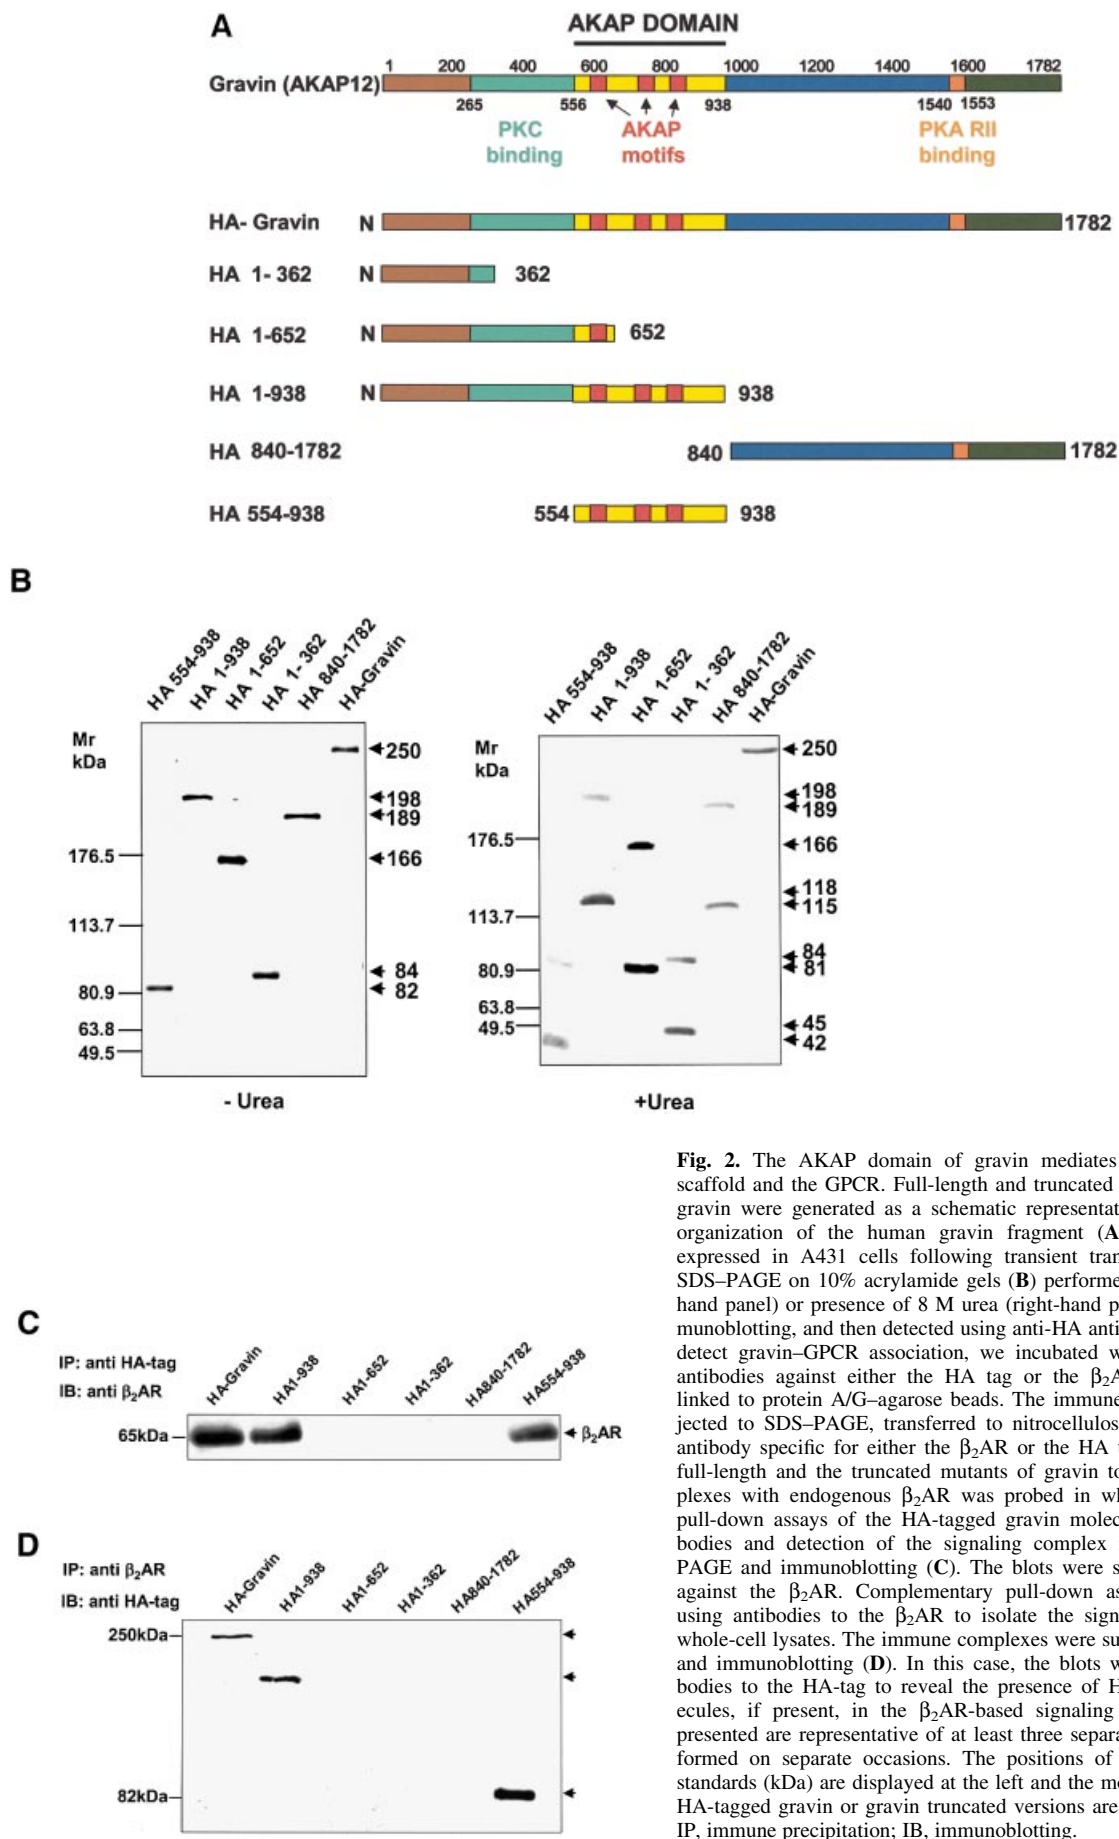 A
AKAP DOMAIN
1 200 400 600 800 1000 1200 1400 1600 1782
Gravin (AKAP12)
265 556 938 1540 1553
PKC binding
AKAP motifs
PKA RII binding
HA- Gravin N 1782
HA 1- 362 N 362
HA 1-652 N 652
HA 1-938 N 938
HA 840-1782 840 1782
HA 554-938 554 938
B
HA 554-938
HA 1-938
HA 1-652
HA 1- 362
HA 840-1782
HA-Gravin
Mr
kDa
176.5
113.7
80.9
63.8
49.5
250
198
189
166
84
82
- Urea
HA 554-938
HA 1-938
HA 1-652
HA 1- 362
HA 840-1782
HA-Gravin
Mr
kDa
176.5
113.7
80.9
63.8
49.5
250
198
189
166
118
115
84
81
45
42
+Urea
C
IP: anti HA-tag
IB: anti β₂AR
HA-Gravin
HA1-938
HA1-652
HA1-362
HA840-1782
HA554-938
65kDa
β₂AR
D
IP: anti β₂AR
IB: anti HA-tag
HA-Gravin
HA1-938
HA1-652
HA1-362
HA840-1782
HA554-938
250kDa
82kDa
Fig. 2. The AKAP domain of gravin mediates
scaffold and the GPCR. Full-length and truncated
gravin were generated as a schematic representat
organization of the human gravin fragment (A
expressed in A431 cells following transient tran
SDS–PAGE on 10% acrylamide gels (B) performe
hand panel) or presence of 8 M urea (right-hand p
munoblotting, and then detected using anti-HA anti
detect gravin–GPCR association, we incubated w
antibodies against either the HA tag or the β₂A
linked to protein A/G–agarose beads. The immune
jected to SDS–PAGE, transferred to nitrocellulos
antibody specific for either the β₂AR or the HA t
full-length and the truncated mutants of gravin to
plexes with endogenous β₂AR was probed in wh
pull-down assays of the HA-tagged gravin molec
bodies and detection of the signaling complex
PAGE and immunoblotting (C). The blots were s
against the β₂AR. Complementary pull-down as
using antibodies to the β₂AR to isolate the sign
whole-cell lysates. The immune complexes were su
and immunoblotting (D). In this case, the blots w
bodies to the HA-tag to reveal the presence of H
ecules, if present, in the β₂AR-based signaling
presented are representative of at least three separa
formed on separate occasions. The positions of
standards (kDa) are displayed at the left and the mo
HA-tagged gravin or gravin truncated versions are
IP, immune precipitation; IB, immunoblotting.